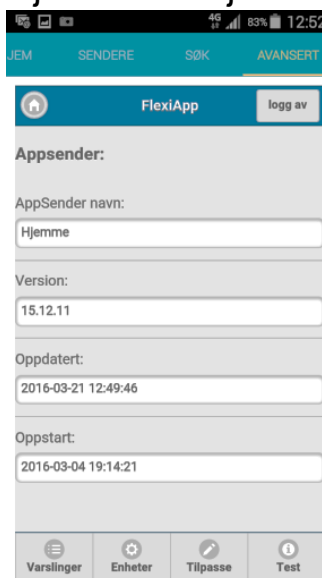 4G 83% 12:52
JEM SENDERE SØK AVANSERT
FlexiApp logg av
Appsender:
AppSender navn:
Hjemme
Version:
15.12.11
Oppdatert:
2016-03-21 12:49:46
Oppstart:
2016-03-04 19:14:21
Varslinger Enheter Tilpasse Test